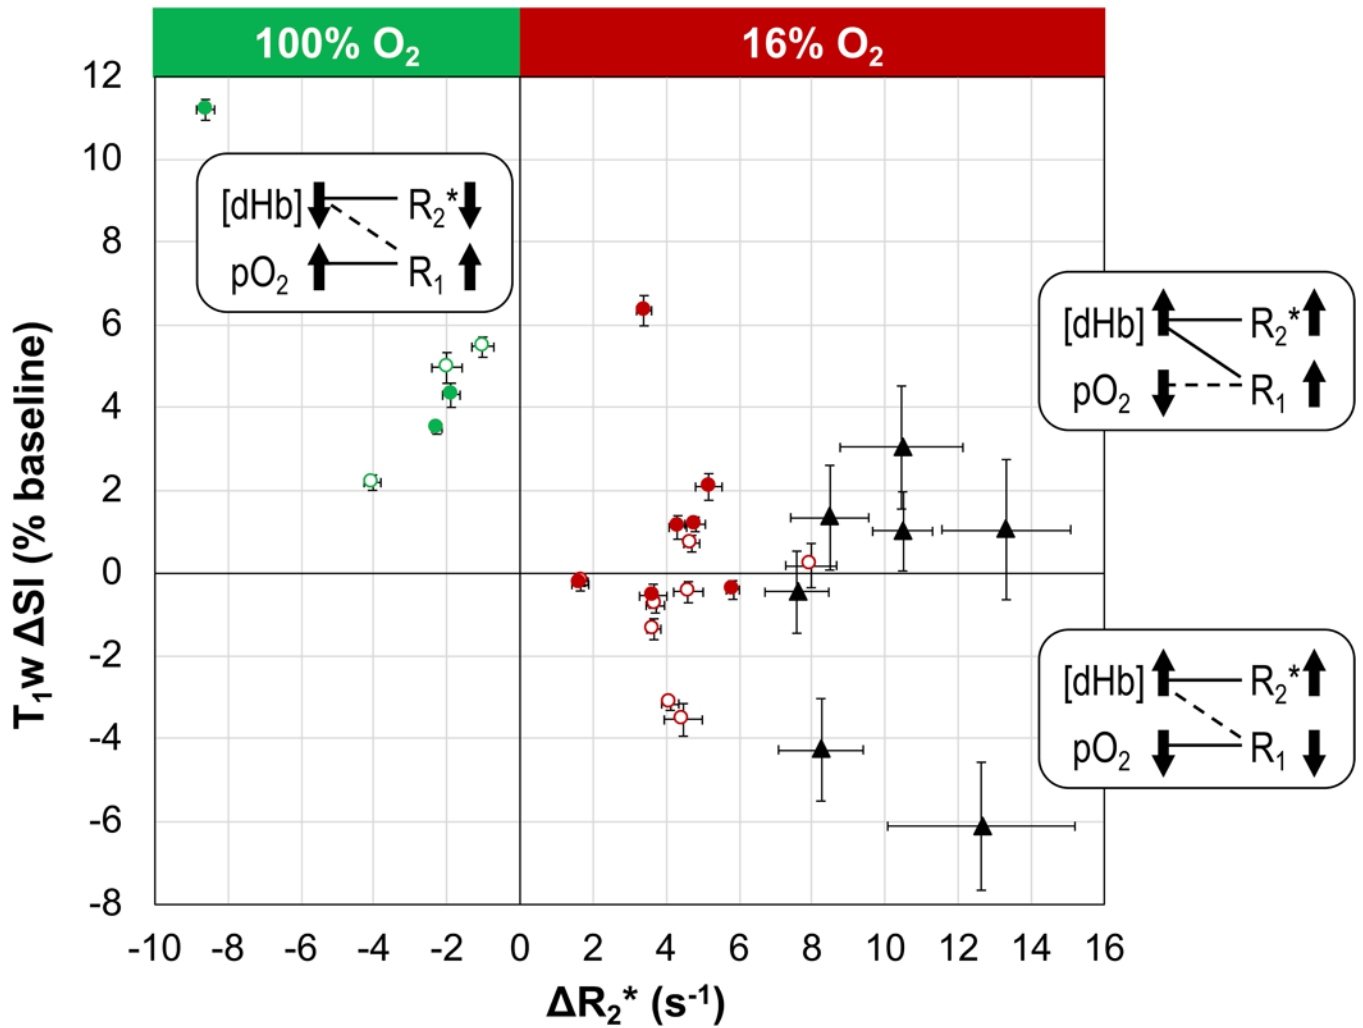 100% O₂ 16% O₂
12
10
8
6
4
2
0
-2
-4
-6
-8
T₁w ΔSI (% baseline)
[dHb] R₂*
pO₂ R₁
[dHb] R₂*
pO₂ R₁
[dHb] R₂*
pO₂ R₁
-10 -8 -6 -4 -2 0 2 4 6 8 10 12 14 16
ΔR₂* (s⁻¹)